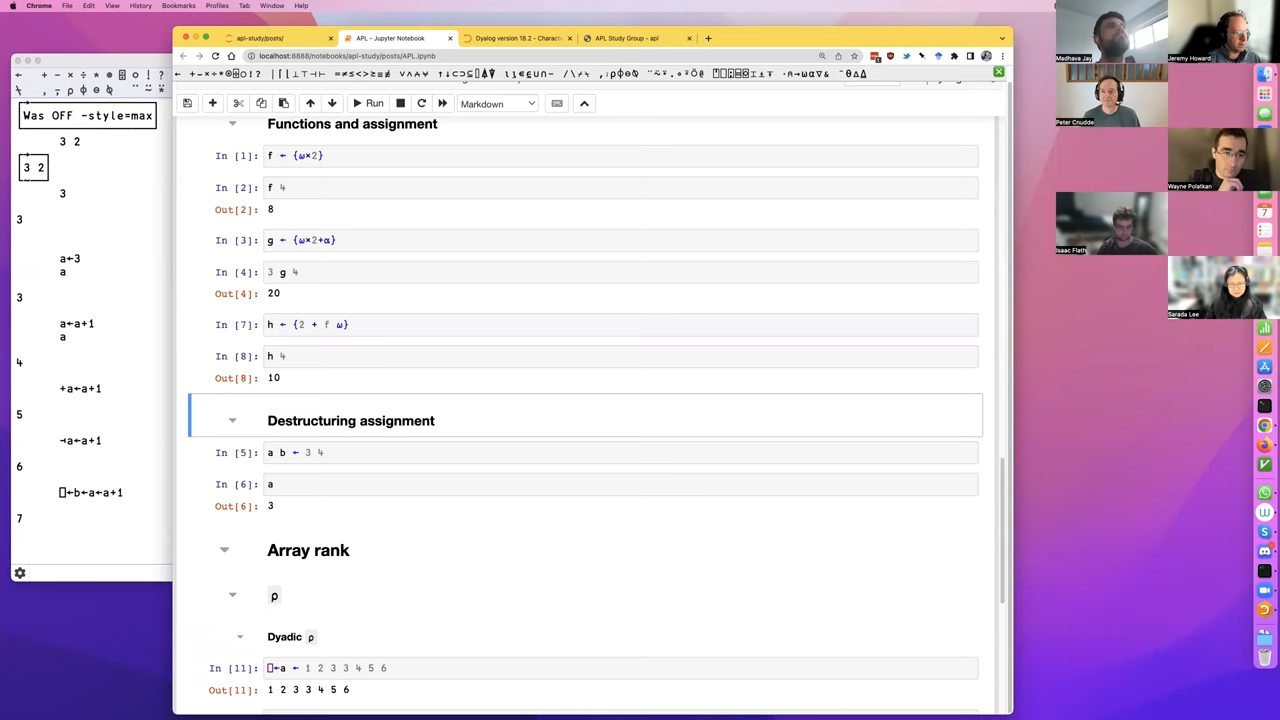 Chrome File Edit View History Bookmarks Profiles Tab Window Help
apl-study/posts/
APL - Jupyter Notebook
Dyalog version 18.2 - Charact
APL Study Group - apl
localhost:8888/notebooks/apl-study/posts/APL.ipynb
Run
Markdown
Was OFF -style=max
3 2
3 2
3
3
a←3
a
3
a←a+1
a
4
+a←a+1
5
⊣a←a+1
6
⎕←b←a←a+1
7
Functions and assignment
In [1]: f ← {⍵×2}
In [2]: f 4
Out[2]: 8
In [3]: g ← {⍵×2+⍺}
In [4]: 3 g 4
Out[4]: 20
In [7]: h ← {2 + f ⍵}
In [8]: h 4
Out[8]: 10
Destructuring assignment
In [5]: a b ← 3 4
In [6]: a
Out[6]: 3
Array rank
⍴
Dyadic ⍴
In [11]: ⎕←a ← 1 2 3 3 4 5 6
Out[11]: 1 2 3 3 4 5 6
Madhava Jay
Jeremy Howard
Peter Cnudde
Wayne Polatkan
Isaac Flath
Sarada Lee
7